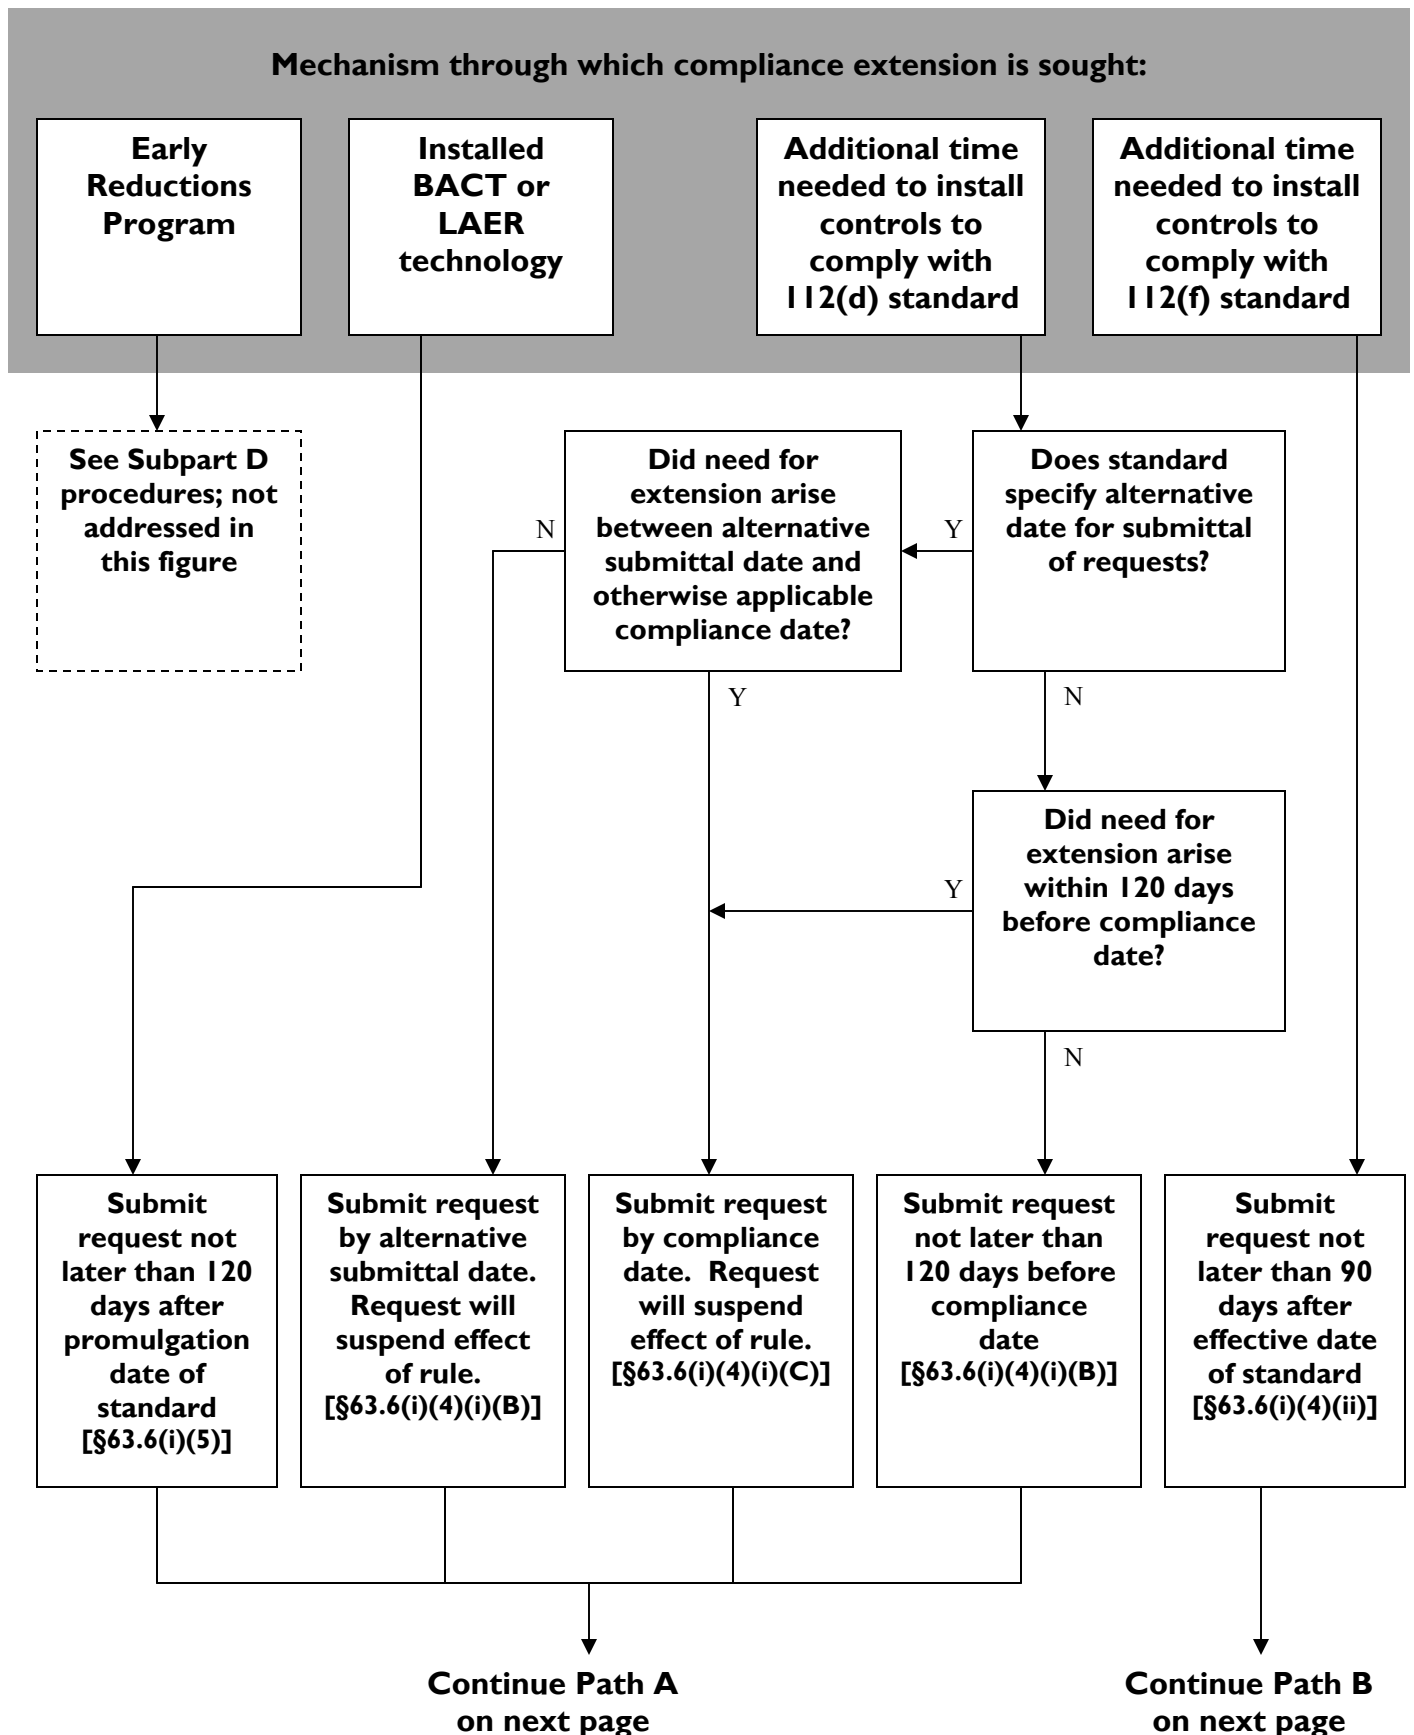 Mechanism through which compliance extension is sought:
Early
Reductions
Program
Installed
BACT or
LAER
technology
Additional time
needed to install
controls to
comply with
112(d) standard
Additional time
needed to install
controls to
comply with
112(f) standard
See Subpart D
procedures; not
addressed in
this figure
Did need for
extension arise
between alternative
submittal date and
otherwise applicable
compliance date?
Does standard
specify alternative
date for submittal
of requests?
N
Y
Y
N
Did need for
extension arise
within 120 days
before compliance
date?
Y
N
Submit
request not
later than 120
days after
promulgation
date of
standard
[§63.6(i)(5)]
Submit request
by alternative
submittal date.
Request will
suspend effect
of rule.
[§63.6(i)(4)(i)(B)]
Submit request
by compliance
date.  Request
will suspend
effect of rule.
[§63.6(i)(4)(i)(C)]
Submit request
not later than
120 days before
compliance
date
[§63.6(i)(4)(i)(B)]
Submit
request not
later than 90
days after
effective date
of standard
[§63.6(i)(4)(ii)]
Continue Path A
on next page
Continue Path B
on next page